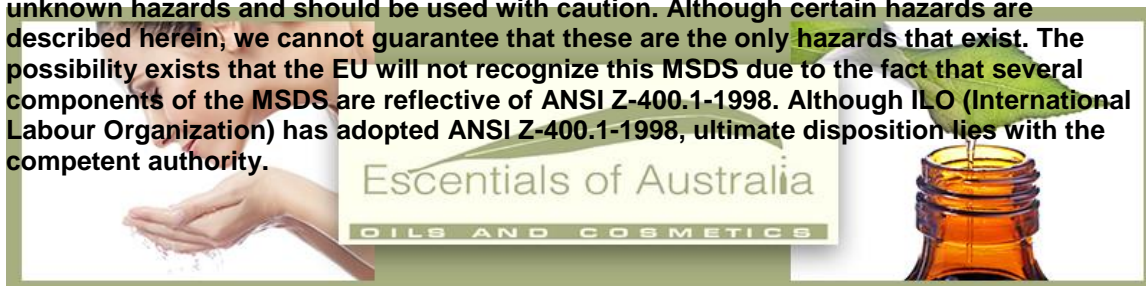 unknown hazards and should be used with caution. Although certain hazards are
described herein, we cannot guarantee that these are the only hazards that exist. The
possibility exists that the EU will not recognize this MSDS due to the fact that several
components of the MSDS are reflective of ANSI Z-400.1-1998. Although ILO (International
Labour Organization) has adopted ANSI Z-400.1-1998, ultimate disposition lies with the
competent authority.
Escentials of Australia
OILS AND COSMETICS